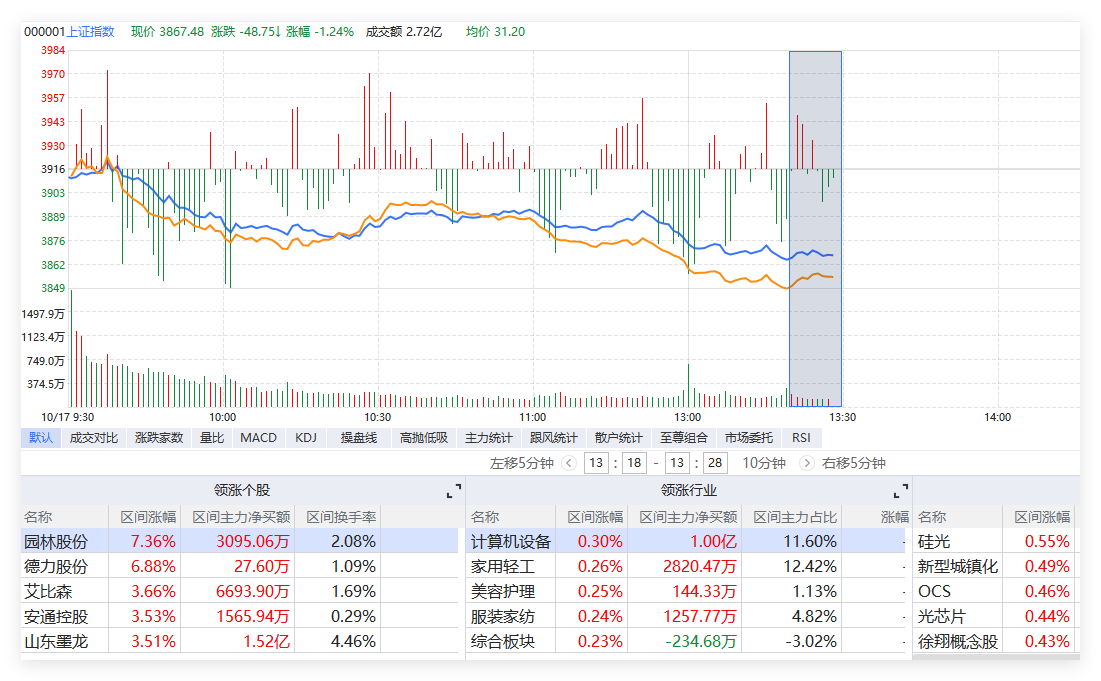 000001上证指数 现价 3867.48 涨跌 -48.75↓ 涨幅 -1.24% 成交额 2.72亿 均价 31.20
3984
3970
3957
3943
3930
3916
3903
3889
3876
3862
3849
1497.9万
1123.4万
749.0万
374.5万
10/17 9:30 10:00 10:30 11:00 13:00 13:30 14:00
默认 成交对比 涨跌家数 量比 MACD KDJ 操盘线 高抛低吸 主力统计 跟风统计 散户统计 至尊组合 市场委托 RSI
左移5分钟 13 : 18 - 13 : 28 10分钟 右移5分钟
领涨个股 领涨行业
名称 区间涨幅 区间主力净买额 区间换手率 名称 区间涨幅 区间主力净买额 区间主力占比 涨幅 名称 区间涨幅
园林股份 7.36% 3095.06万 2.08% 计算机设备 0.30% 1.00亿 11.60% - 硅光 0.55%
德力股份 6.88% 27.60万 1.09% 家用轻工 0.26% 2820.47万 12.42% - 新型城镇化 0.49%
艾比森 3.66% 6693.90万 1.69% 美容护理 0.25% 144.33万 1.13% - OCS 0.46%
安通控股 3.53% 1565.94万 0.29% 服装家纺 0.24% 1257.77万 4.82% - 光芯片 0.44%
山东墨龙 3.51% 1.52亿 4.46% 综合板块 0.23% -234.68万 -3.02% - 徐翔概念股 0.43%